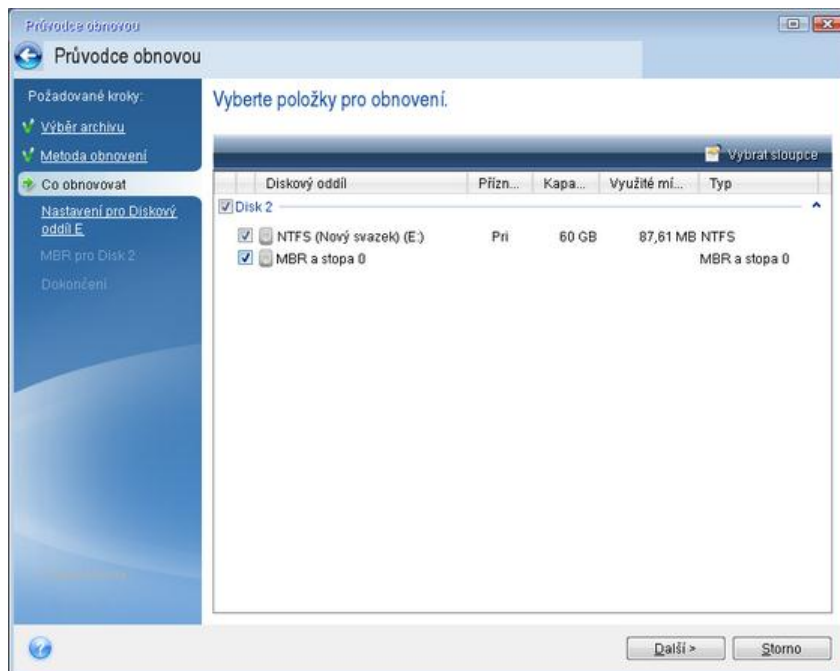 Průvodce obnovou
Průvodce obnovou
Požadované kroky:
Výběr archivu
Metoda obnovení
Co obnovovat
Nastavení pro Diskový
oddíl E
MBR pro Disk 2
Dokončení
Vyberte položky pro obnovení.
Vybrat sloupce
Diskový oddíl Přízn... Kapa... Využité mí... Typ
Disk 2
NTFS (Nový svazek) (E:) Pri 60 GB 87,61 MB NTFS
MBR a stopa 0 MBR a stopa 0
Další >
Storno